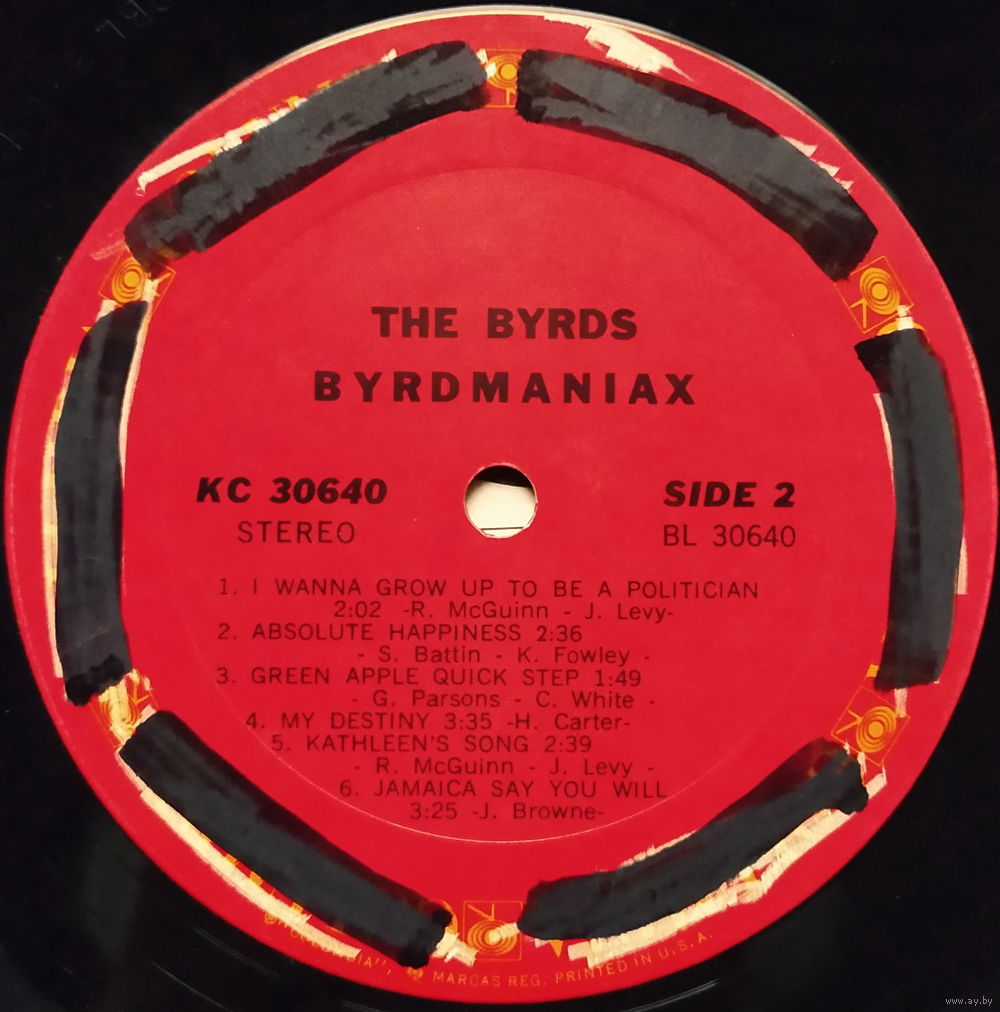 THE BYRDS
BYRDMANIAX
KC 30640
STEREO
SIDE 2
BL 30640
1. I WANNA GROW UP TO BE A POLITICIAN
2:02 -R. McGuinn - J. Levy-
2. ABSOLUTE HAPPINESS 2:36
- S. Battin - K. Fowley -
3. GREEN APPLE QUICK STEP 1:49
- G. Parsons - C. White -
4. MY DESTINY 3:35 -H. Carter-
5. KATHLEEN'S SONG 2:39
- R. McGuinn - J. Levy -
6. JAMAICA SAY YOU WILL
3:25 -J. Browne-
MARCAS REG. PRINTED IN U.S.A.
www.ay.by